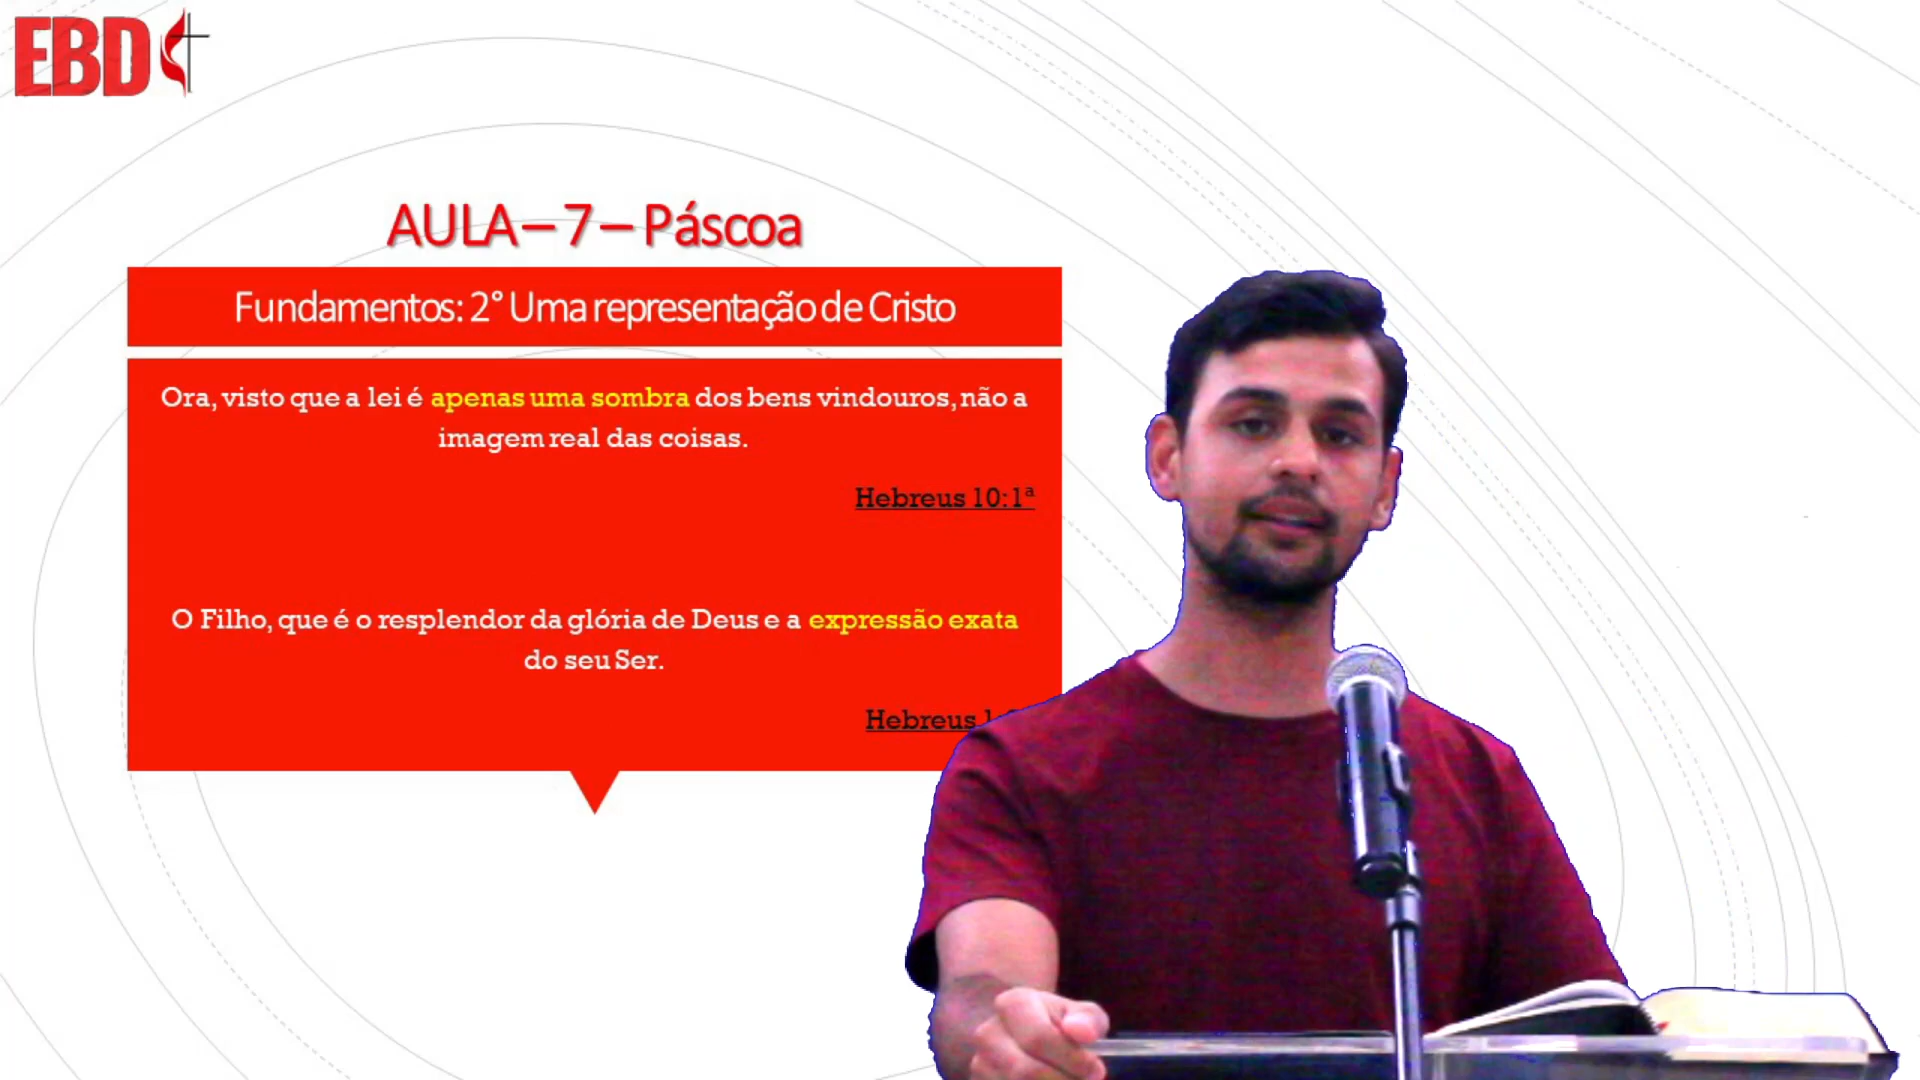 EBD
AULA – 7 – Páscoa
Fundamentos: 2° Uma representação de Cristo
Ora, visto que a lei é apenas uma sombra dos bens vindouros, não a
imagem real das coisas.
Hebreus 10:1ª
O Filho, que é o resplendor da glória de Deus e a expressão exata
do seu Ser.
Hebreus